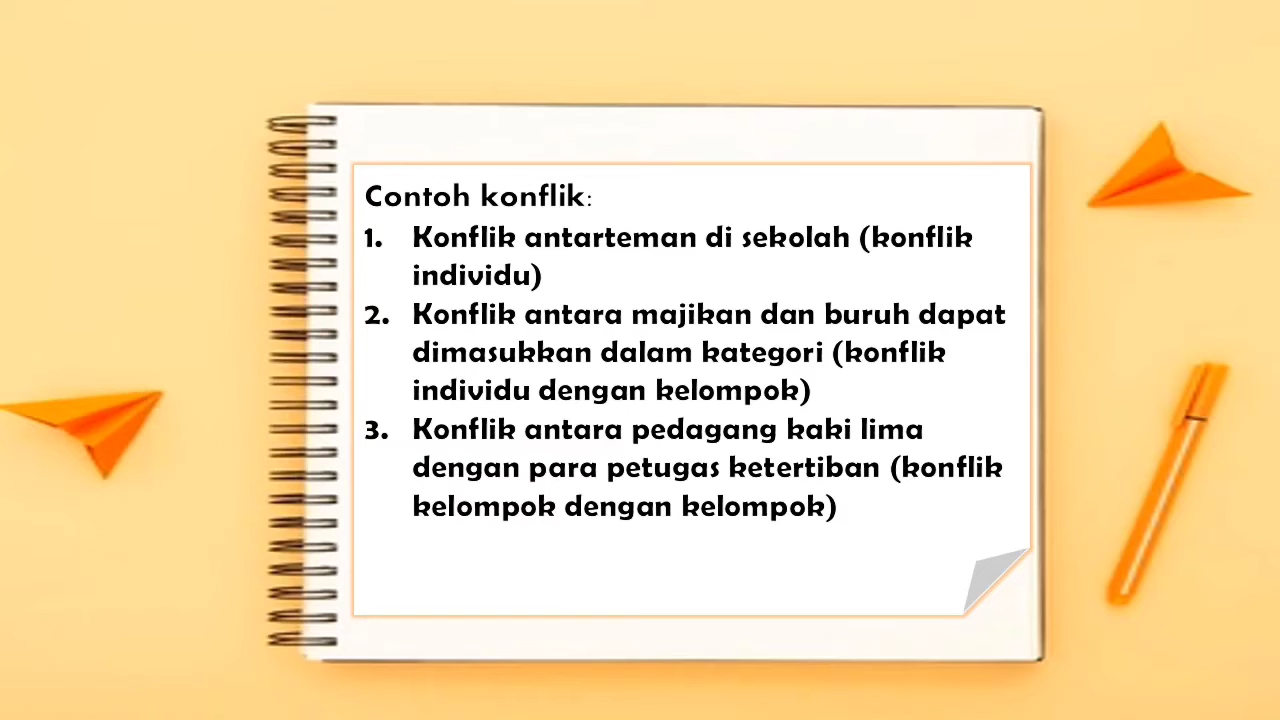 Contoh konflik:
1. Konflik antarteman di sekolah (konflik
individu)
2. Konflik antara majikan dan buruh dapat
dimasukkan dalam kategori (konflik
individu dengan kelompok)
3. Konflik antara pedagang kaki lima
dengan para petugas ketertiban (konflik
kelompok dengan kelompok)